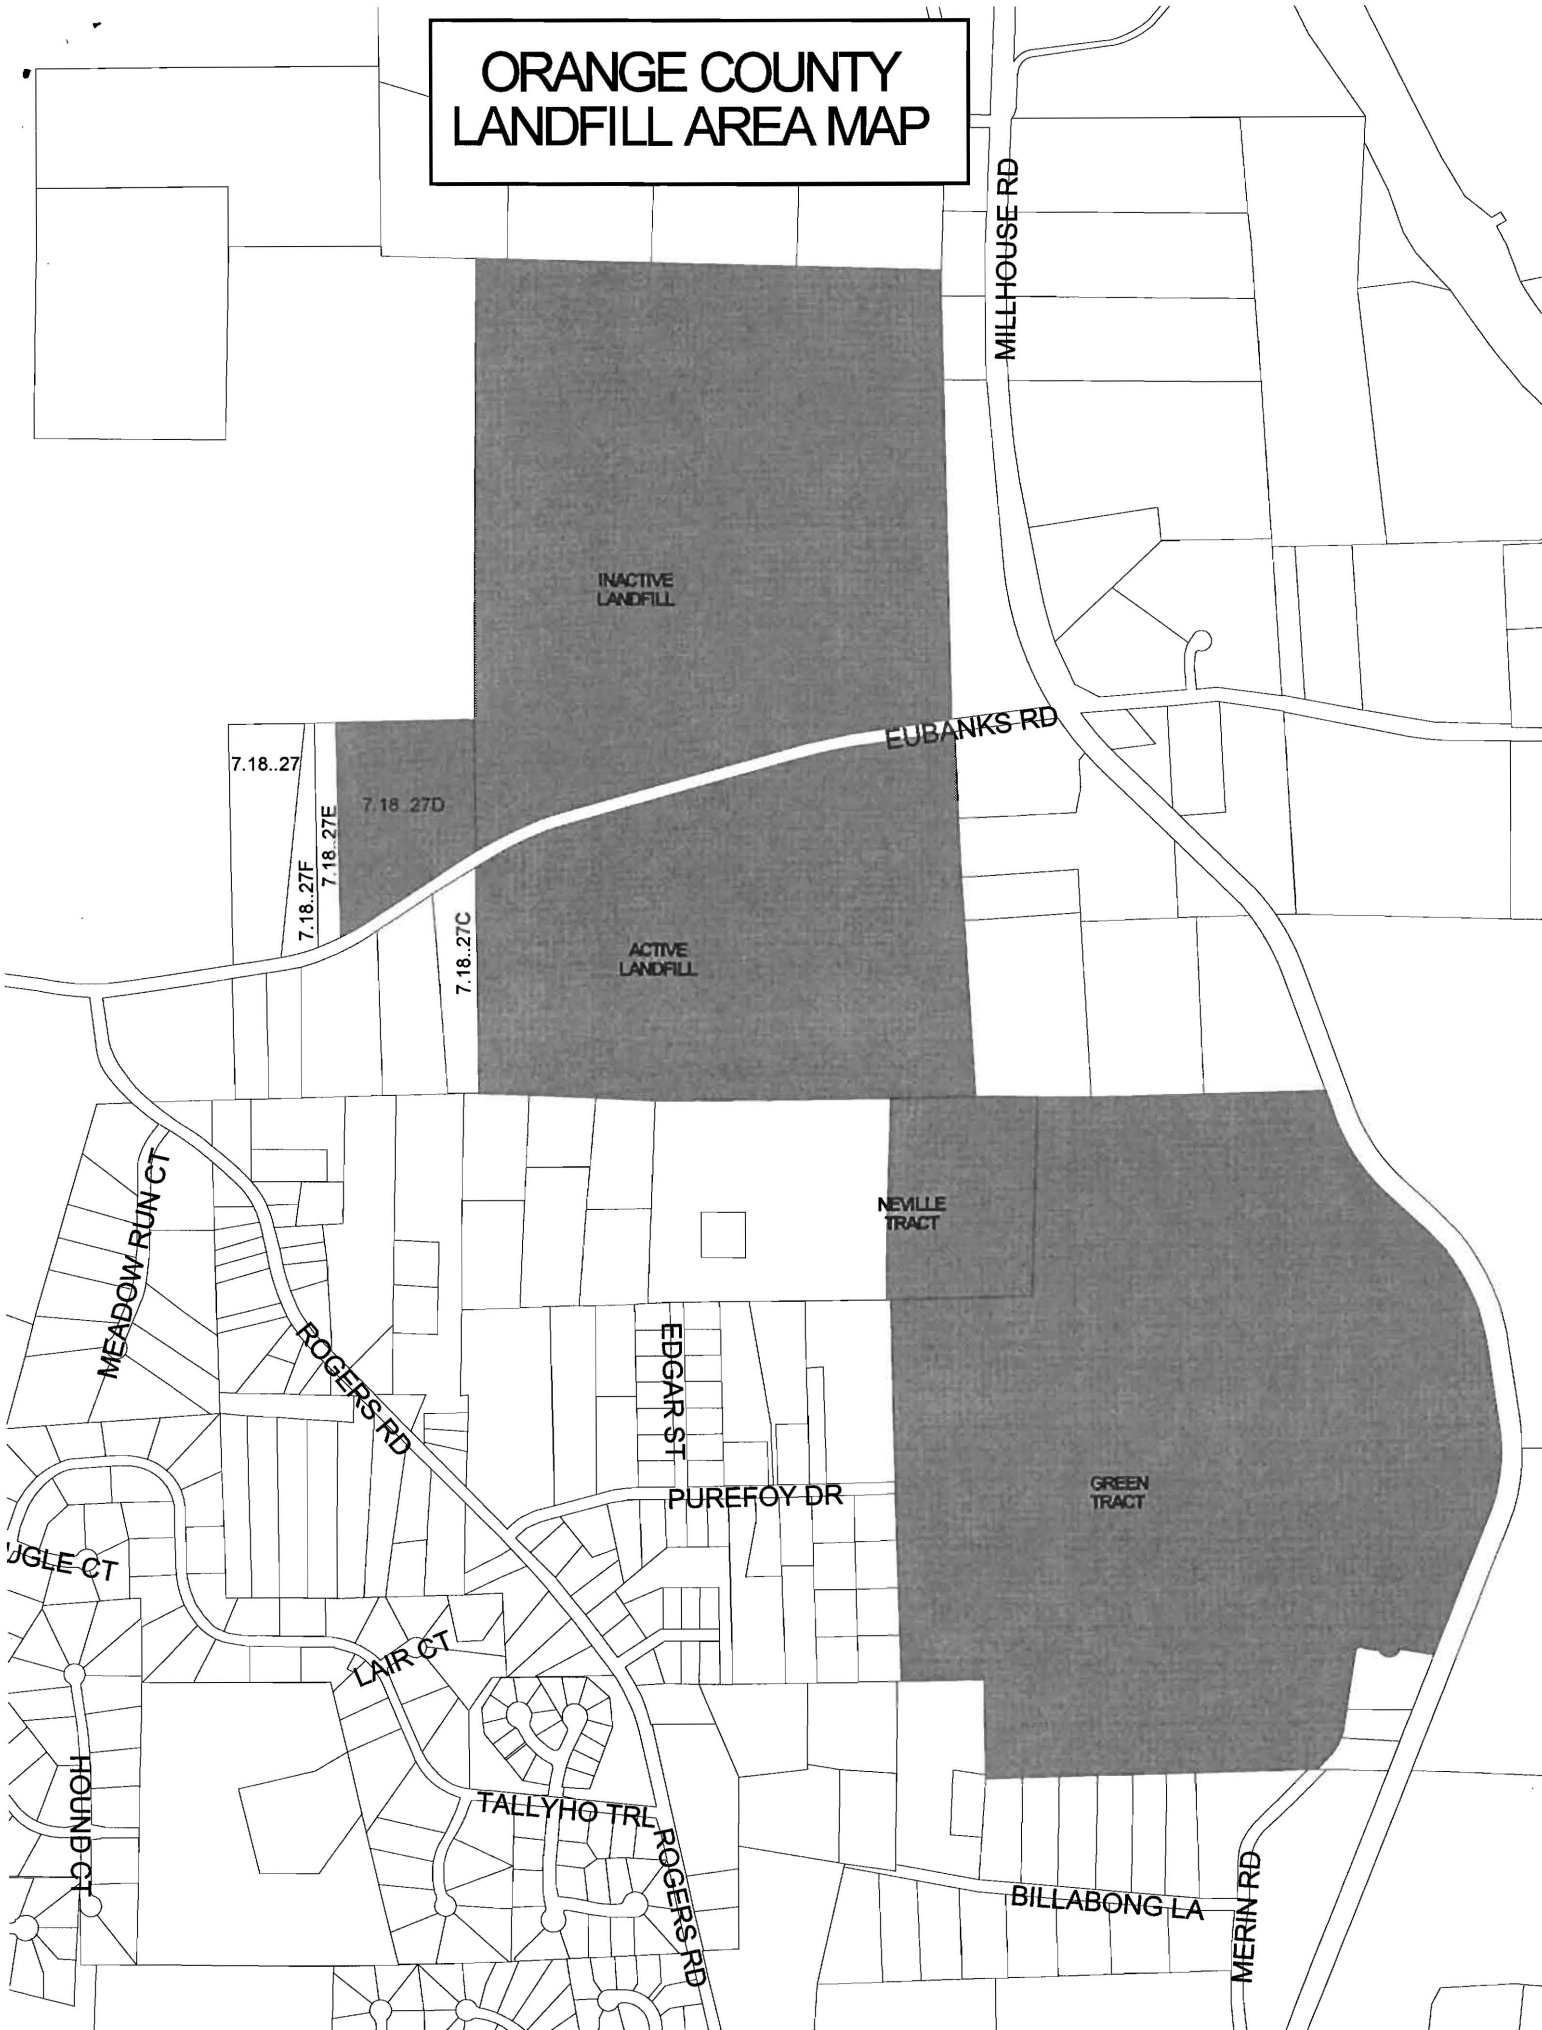 ORANGE COUNTY
LANDFILL AREA MAP
MILLHOUSE RD
INACTIVE
LANDFILL
EUBANKS RD
7.18..27
7.18..27D
7.18..27E
7.18..27F
7.18..27C
ACTIVE
LANDFILL
MEADOW RUN CT
NEVILLE
TRACT
ROGERS RD
EDGAR ST
GREEN
TRACT
PUREFOY DR
UGLE CT
LAIR CT
HOUND CT
TALLYHO TRL
ROGERS RD
BILLABONG LA
MERIN RD